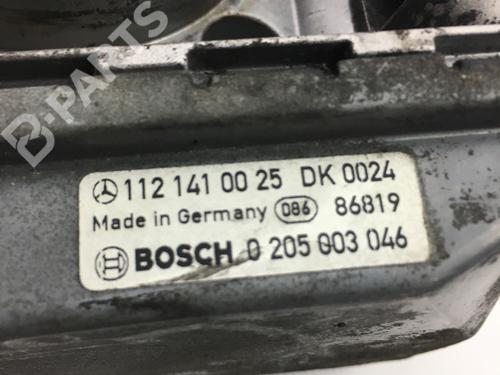 B-PARTS
112 141 00 25 DK 0024
Made in Germany 086 86819
BOSCH 0 205 003 046